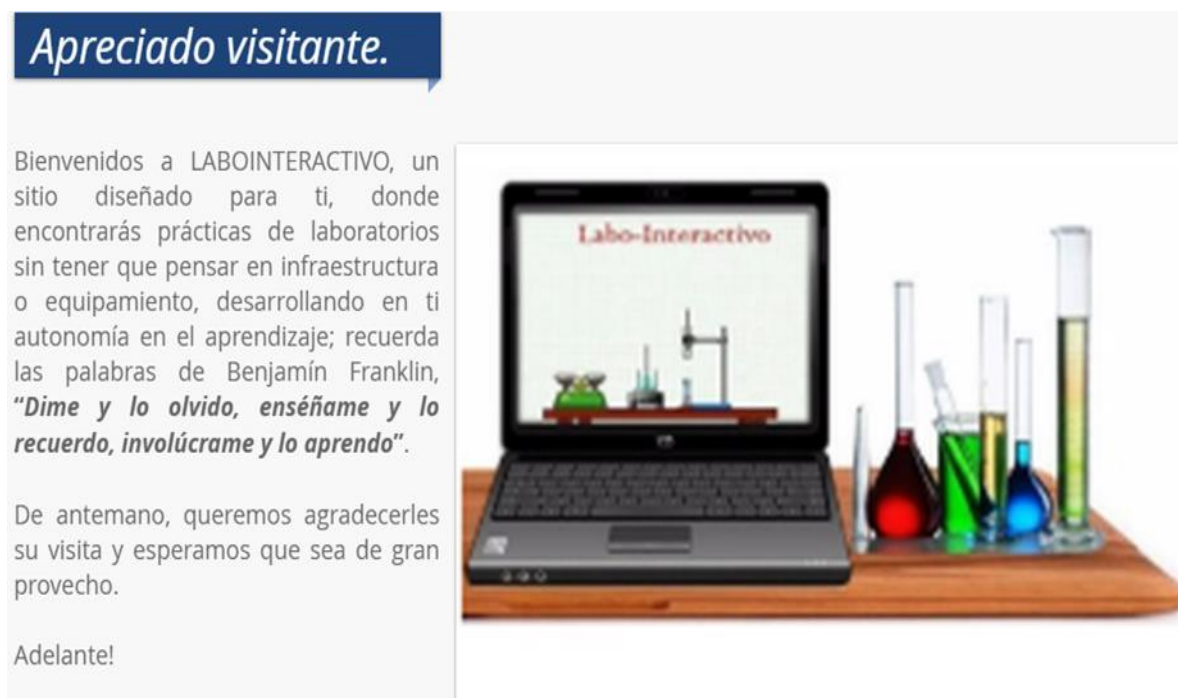 Apreciado visitante.
Bienvenidos a LABOINTERACTIVO, un
sitio diseñado para ti, donde
encontrarás prácticas de laboratorios
sin tener que pensar en infraestructura
o equipamiento, desarrollando en ti
autonomía en el aprendizaje; recuerda
las palabras de Benjamín Franklin,
“Dime y lo olvido, enséñame y lo
recuerdo, involúcrame y lo aprendo”.
De antemano, queremos agradecerles
su visita y esperamos que sea de gran
provecho.
Adelante!
Labo-Interactivo